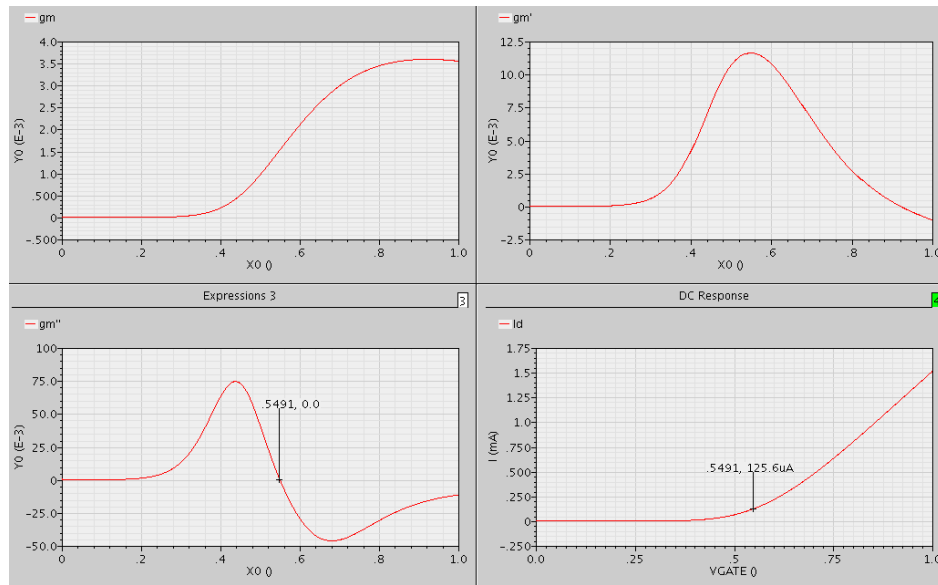 gm
4.0
3.5
3.0
2.5
2.0
1.5
1.0
.500
0
-.500
Y0 (E-3)
0 .2 .4 .6 .8 1.0
X0 ()
gm'
12.5
10.0
7.5
5.0
2.5
0
-2.5
Y0 (E-3)
0 .2 .4 .6 .8 1.0
X0 ()
Expressions 3
3
gm"
100
75.0
50.0
25.0
0
-25.0
-50.0
Y0 (E-3)
.5491, 0.0
0 .2 .4 .6 .8 1.0
X0 ()
DC Response
Id
1.75
1.5
1.25
1.0
.750
.500
.250
0
-.250
I (mA)
.5491, 125.6uA
0.0 .25 .5 .75 1.0
VGATE ()